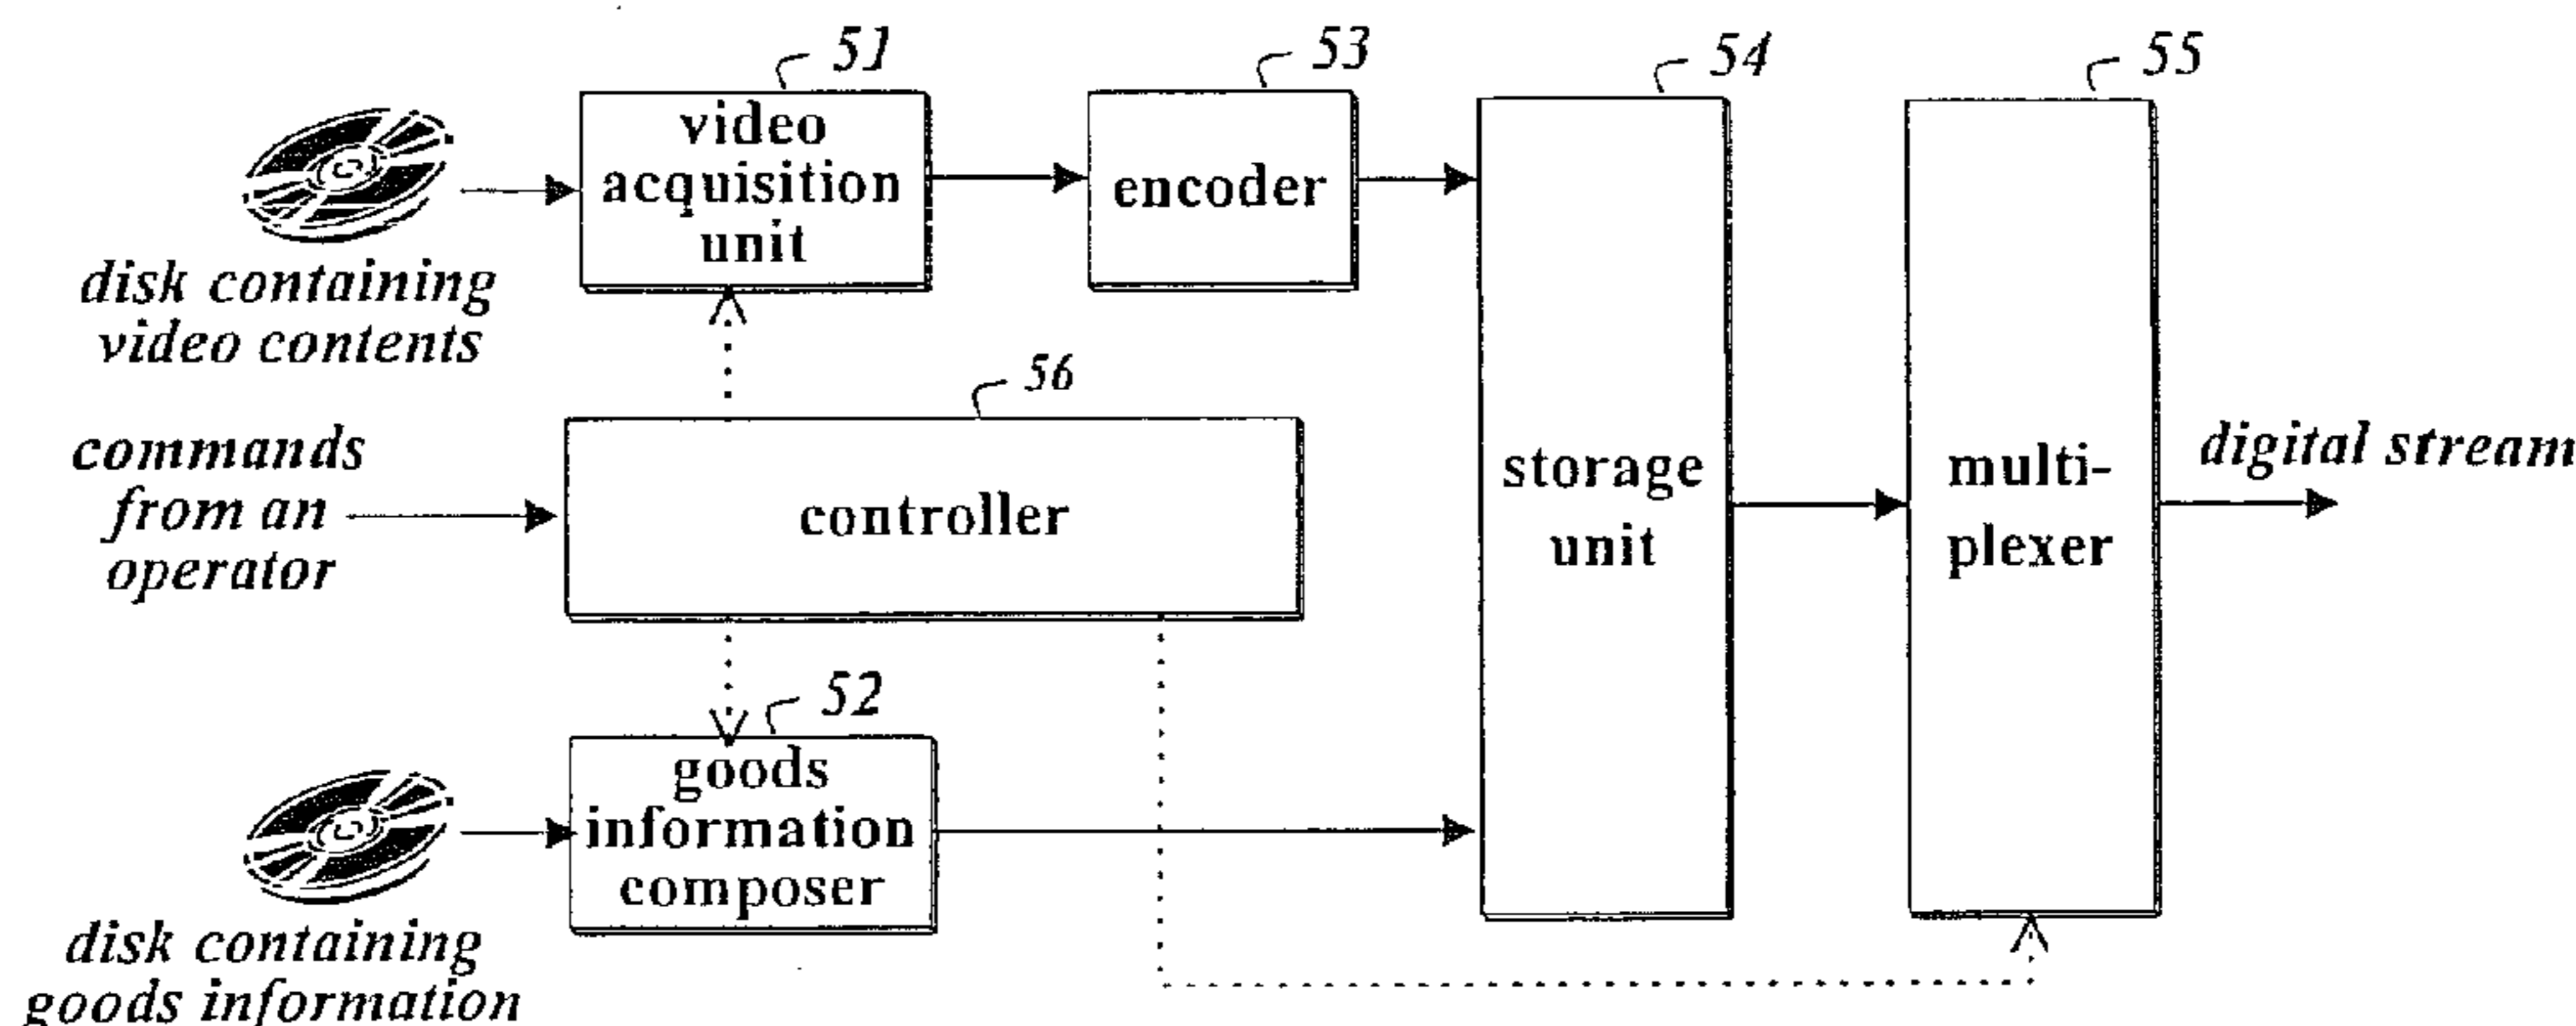 51
video
acquisition
unit
53
encoder
54
storage
unit
55
multi-
plexer
digital stream
disk containing
video contents
56
commands
from an
operator
controller
52
goods
information
composer
disk containing
goods information